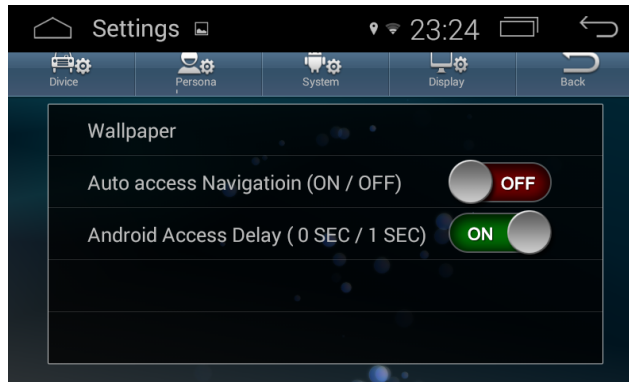 Settings 23:24
Divice Persona System Display Back
Wallpaper
Auto access Navigatioin (ON / OFF) OFF
Android Access Delay ( 0 SEC / 1 SEC) ON